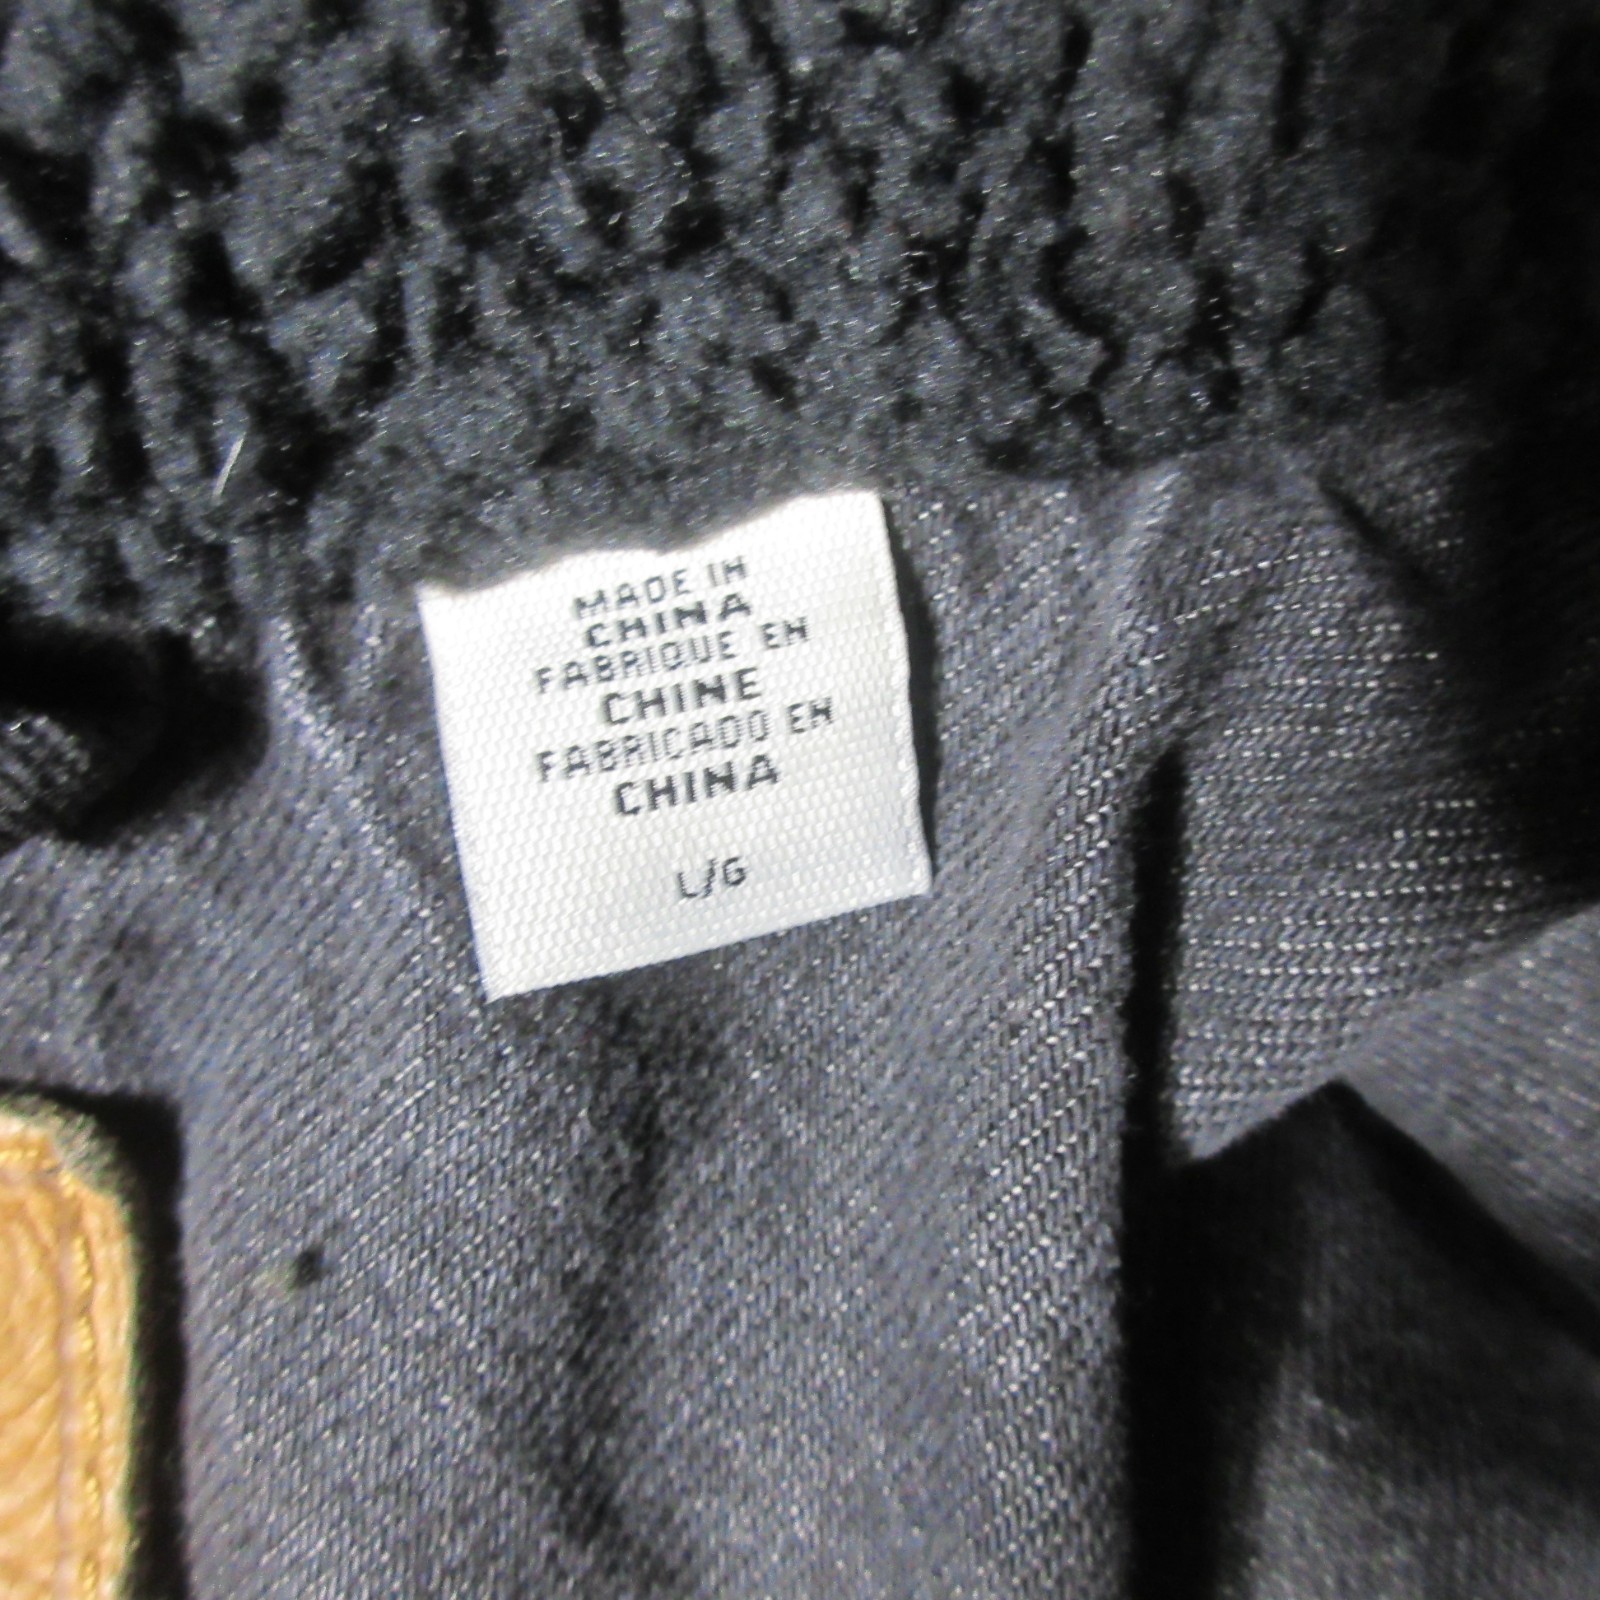 MADE IN
CHINA
FABRIQUE EN
CHINE
FABRICADO EN
CHINA
L/G